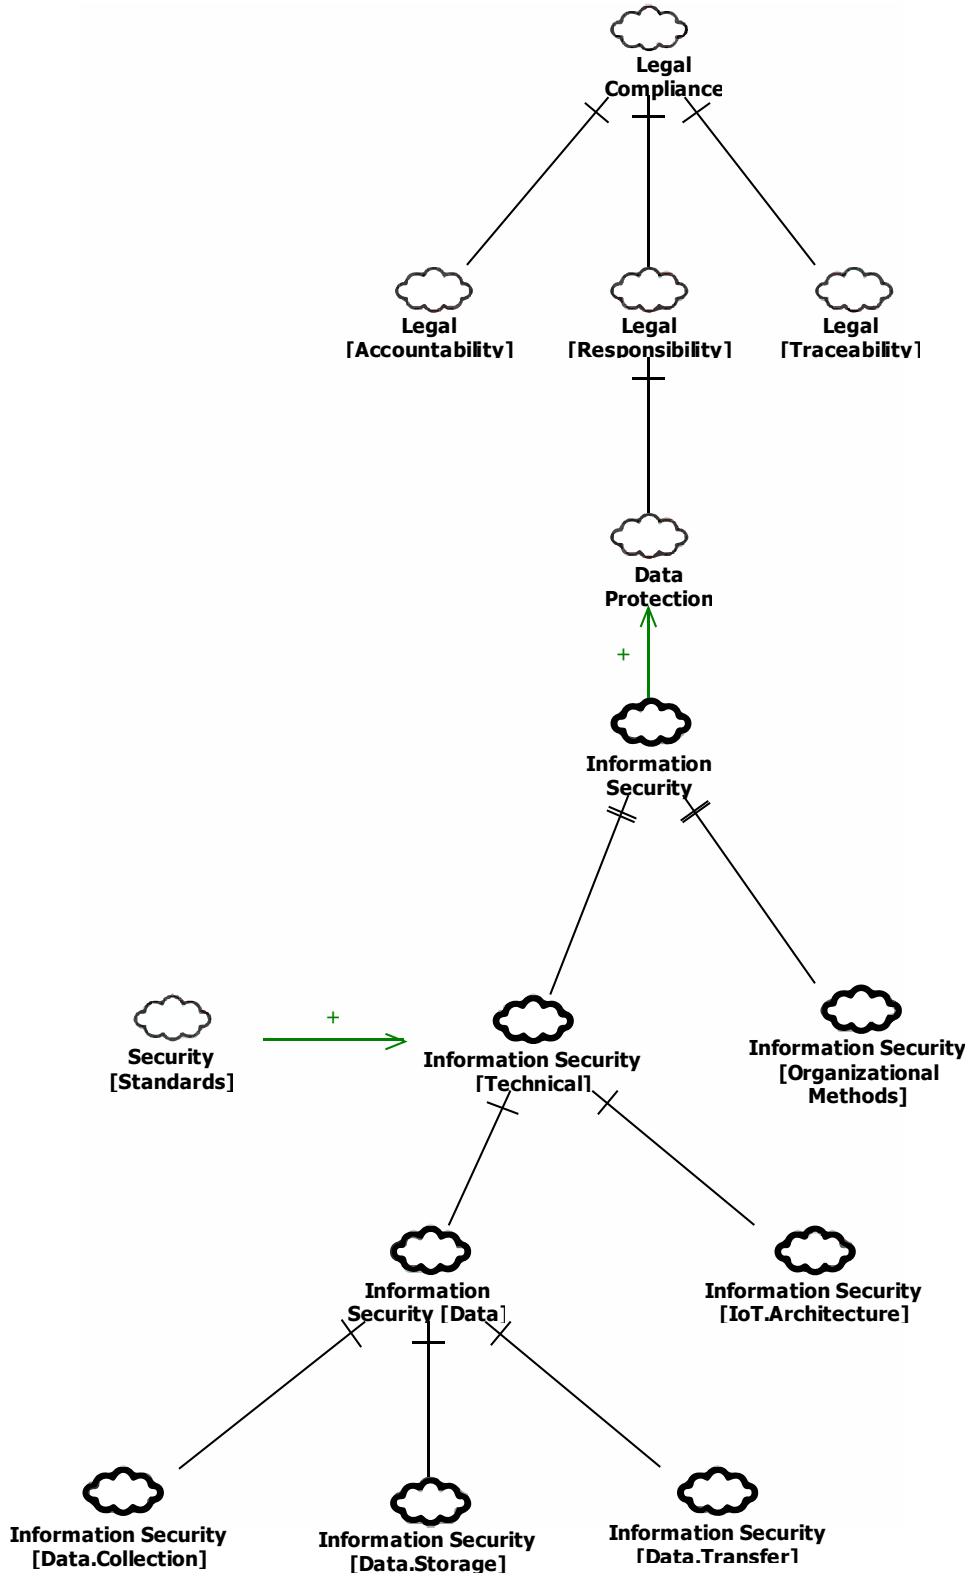 Legal
Compliance
Legal
[Accountability]
Legal
[Responsibility]
Legal
[Traceability]
Data
Protection
+
Information
Security
+
Security
[Standards]
Information Security
[Technical]
Information Security
[Organizational
Methods]
Information
Security [Data]
Information Security
[IoT.Architecture]
Information Security
[Data.Collection]
Information Security
[Data.Storage]
Information Security
[Data.Transfer]